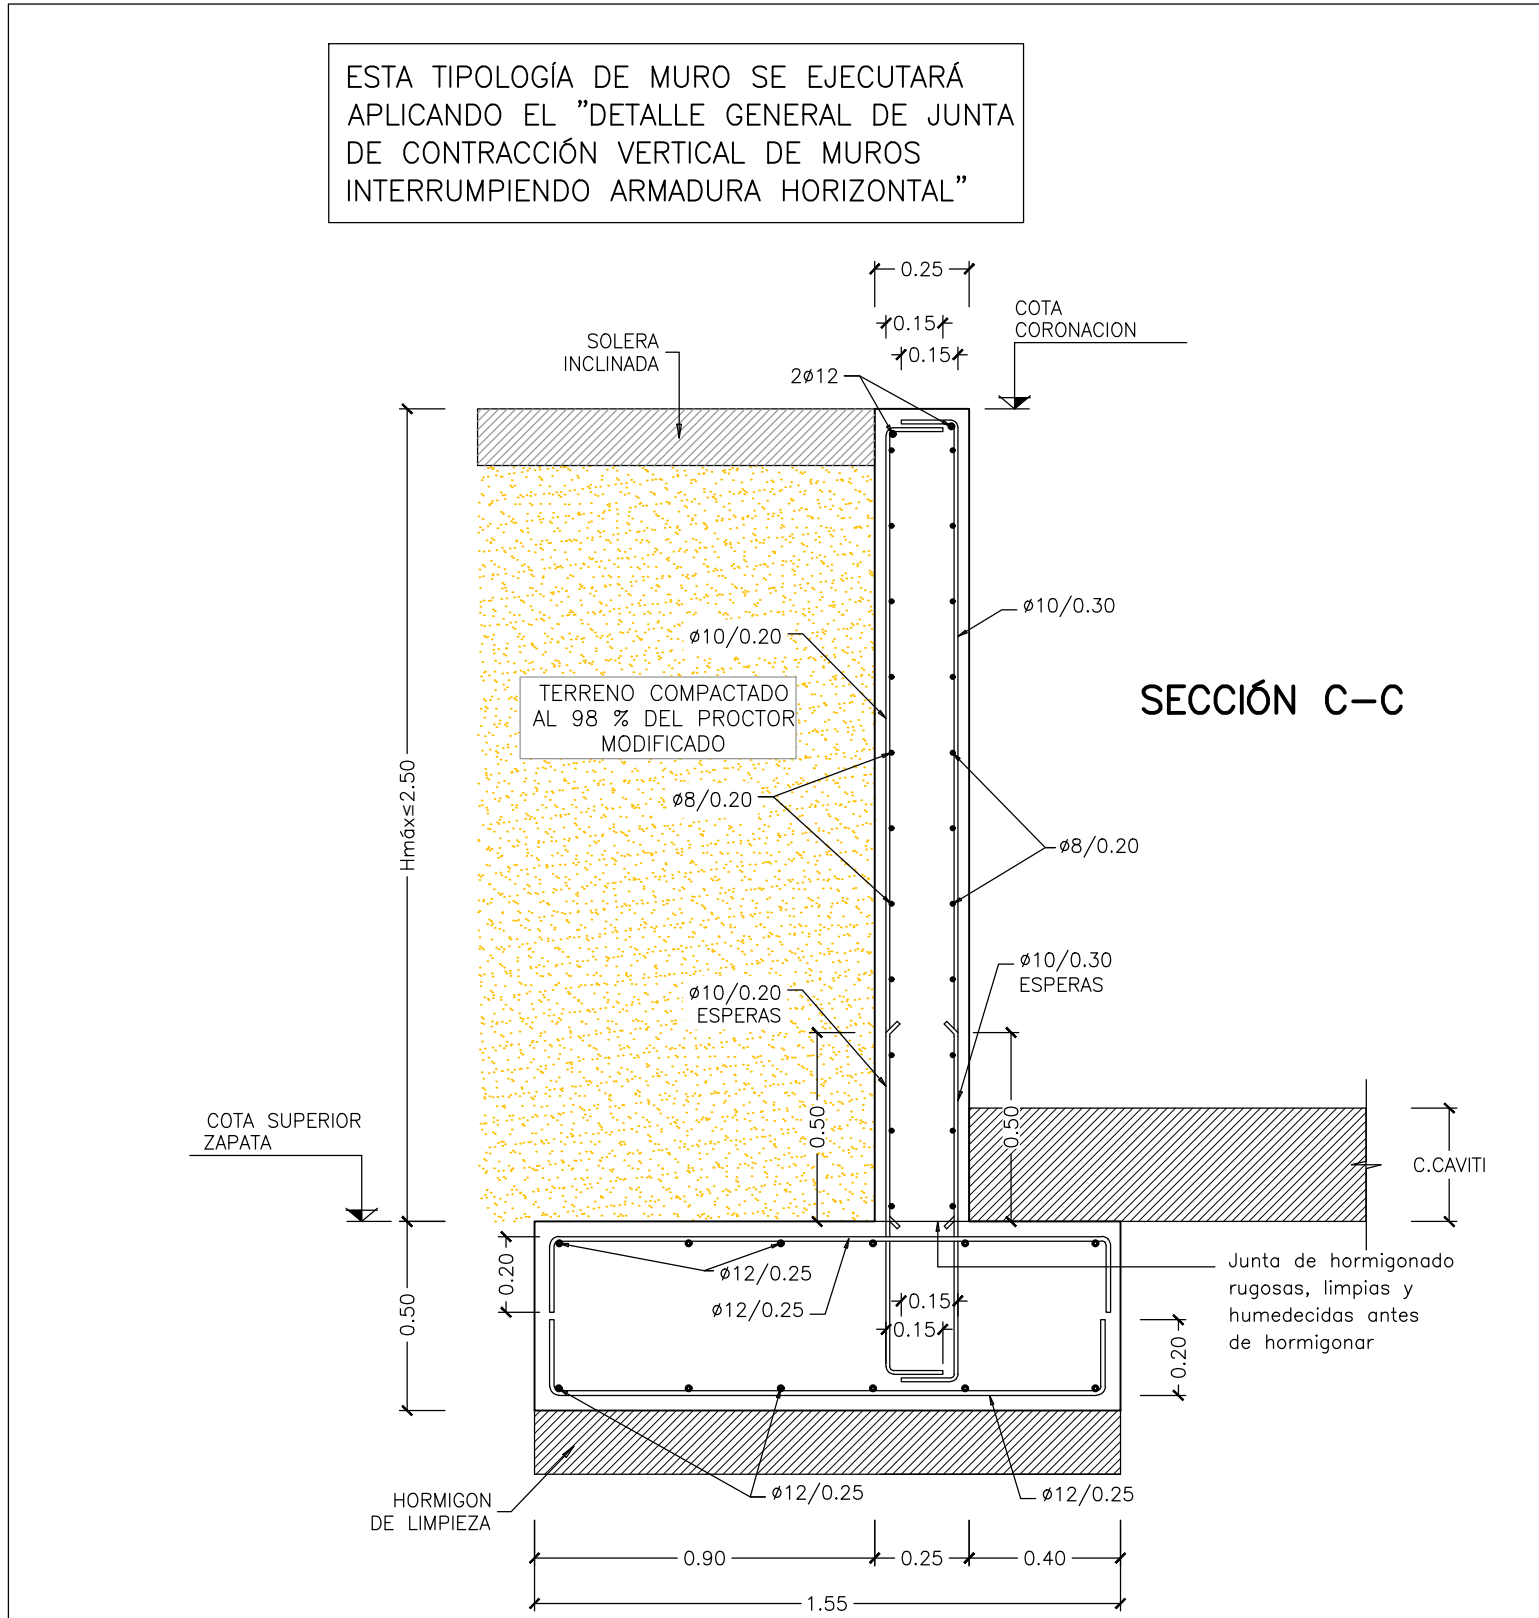 ESTA TIPOLOGÍA DE MURO SE EJECUTARÁ
APLICANDO EL "DETALLE GENERAL DE JUNTA
DE CONTRACCIÓN VERTICAL DE MUROS
INTERRUMPIENDO ARMADURA HORIZONTAL"
0.25
0.15
0.15
COTA
CORONACION
SOLERA
INCLINADA
2ø12
ø10/0.30
ø10/0.20
SECCIÓN C-C
TERRENO COMPACTADO
AL 98 % DEL PROCTOR
MODIFICADO
Hmáx≤2.50
ø8/0.20
ø8/0.20
ø10/0.30
ESPERAS
ø10/0.20
ESPERAS
0.50
0.50
COTA SUPERIOR
ZAPATA
C.CAVITI
Junta de hormigonado
rugosas, limpias y
humedecidas antes
de hormigonar
0.20
0.50
ø12/0.25
ø12/0.25
0.15
0.15
0.20
ø12/0.25
ø12/0.25
HORMIGON
DE LIMPIEZA
0.90
0.25
0.40
1.55